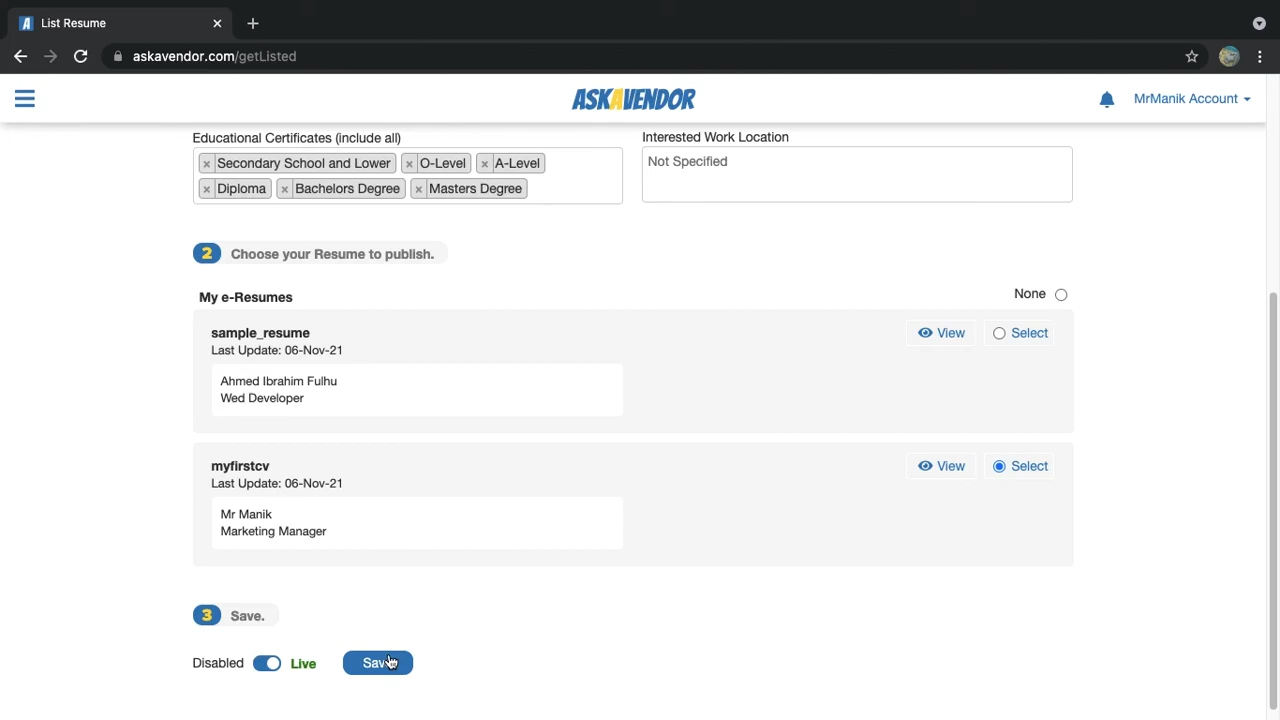 List Resume
askavendor.com/getListed
ASKAVENDOR
MrManik Account
Educational Certificates (include all)
Interested Work Location
× Secondary School and Lower × O-Level × A-Level
Not Specified
× Diploma × Bachelors Degree × Masters Degree
2 Choose your Resume to publish.
My e-Resumes
None
sample_resume
View Select
Last Update: 06-Nov-21
Ahmed Ibrahim Fulhu
Wed Developer
myfirstcv
View Select
Last Update: 06-Nov-21
Mr Manik
Marketing Manager
3 Save.
Disabled Live Save